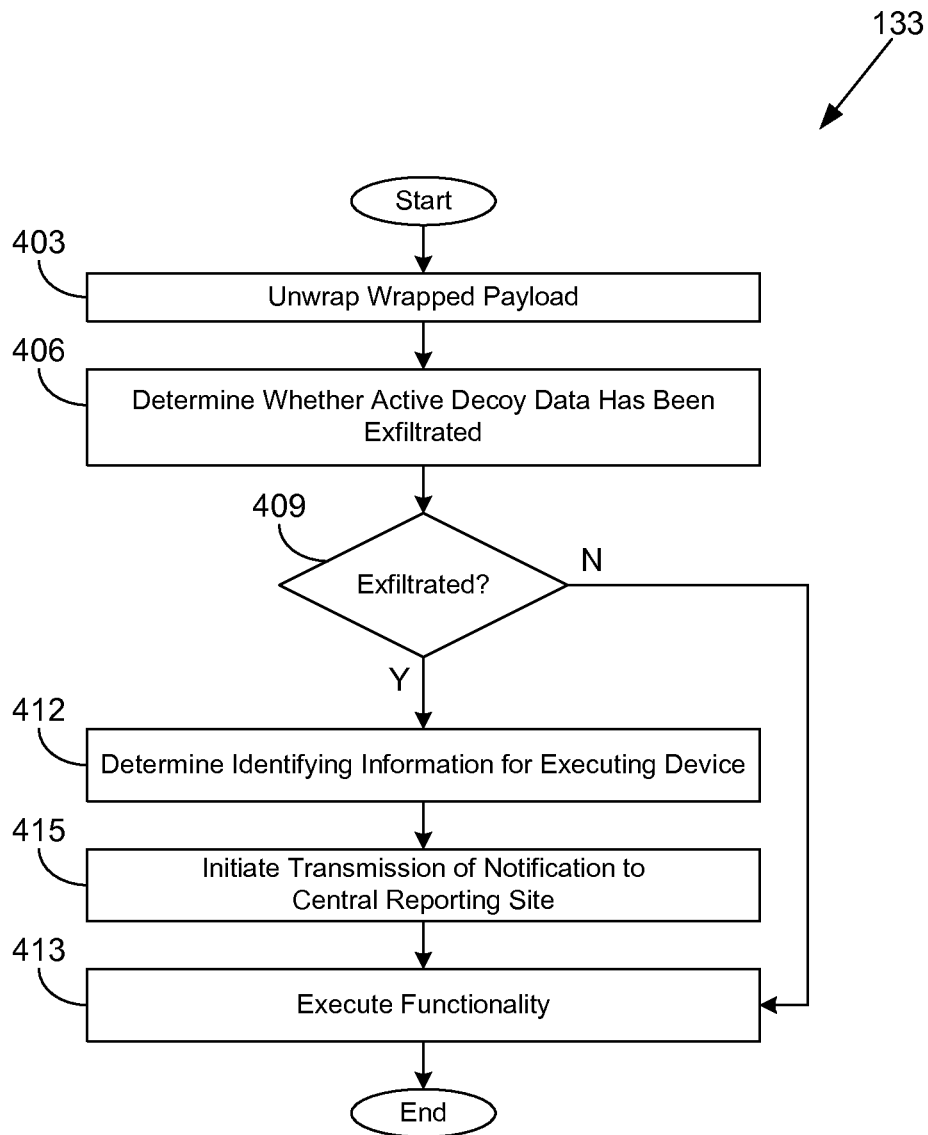 133
Start
403
Unwrap Wrapped Payload
406
Determine Whether Active Decoy Data Has Been
Exfiltrated
409
Exfiltrated?
N
Y
412
Determine Identifying Information for Executing Device
415
Initiate Transmission of Notification to
Central Reporting Site
413
Execute Functionality
End